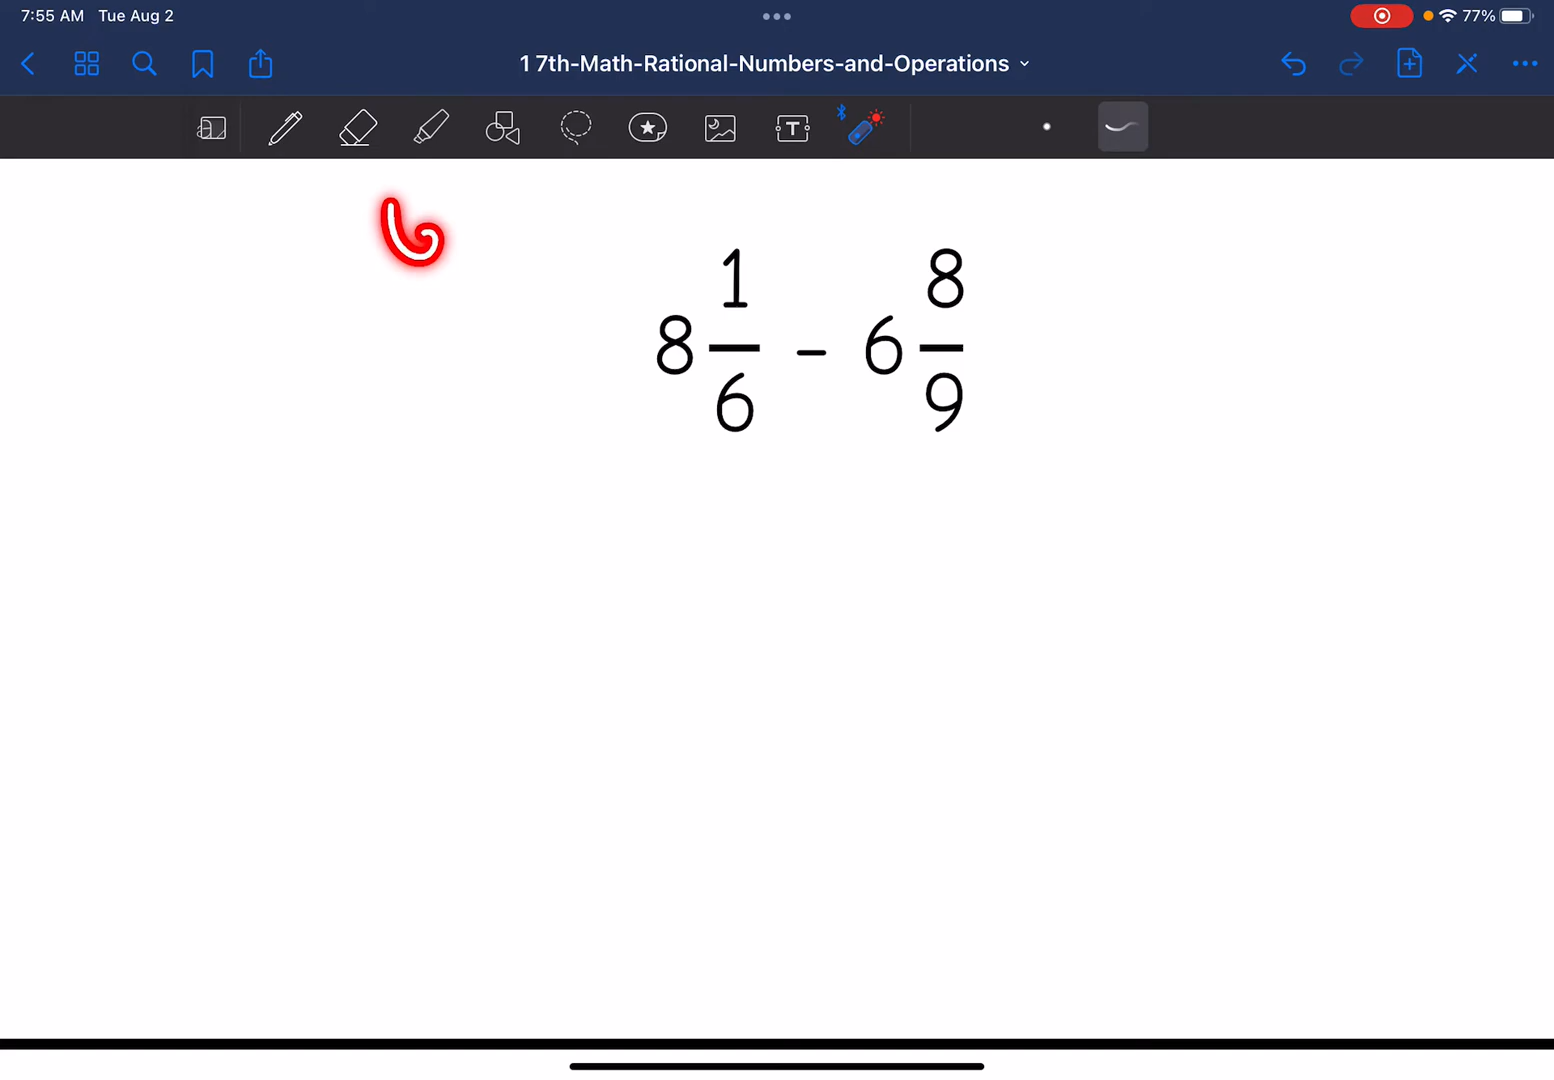 7:55 AM Tue Aug 2
77%
1 7th-Math-Rational-Numbers-and-Operations
T
8 1/6 - 6 8/9